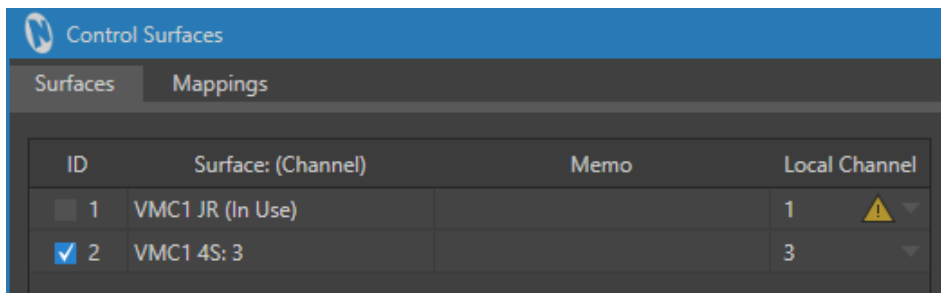 Control Surfaces
Surfaces Mappings
ID Surface: (Channel) Memo Local Channel
1 VMC1 JR (In Use) 1
2 VMC1 4S: 3 3